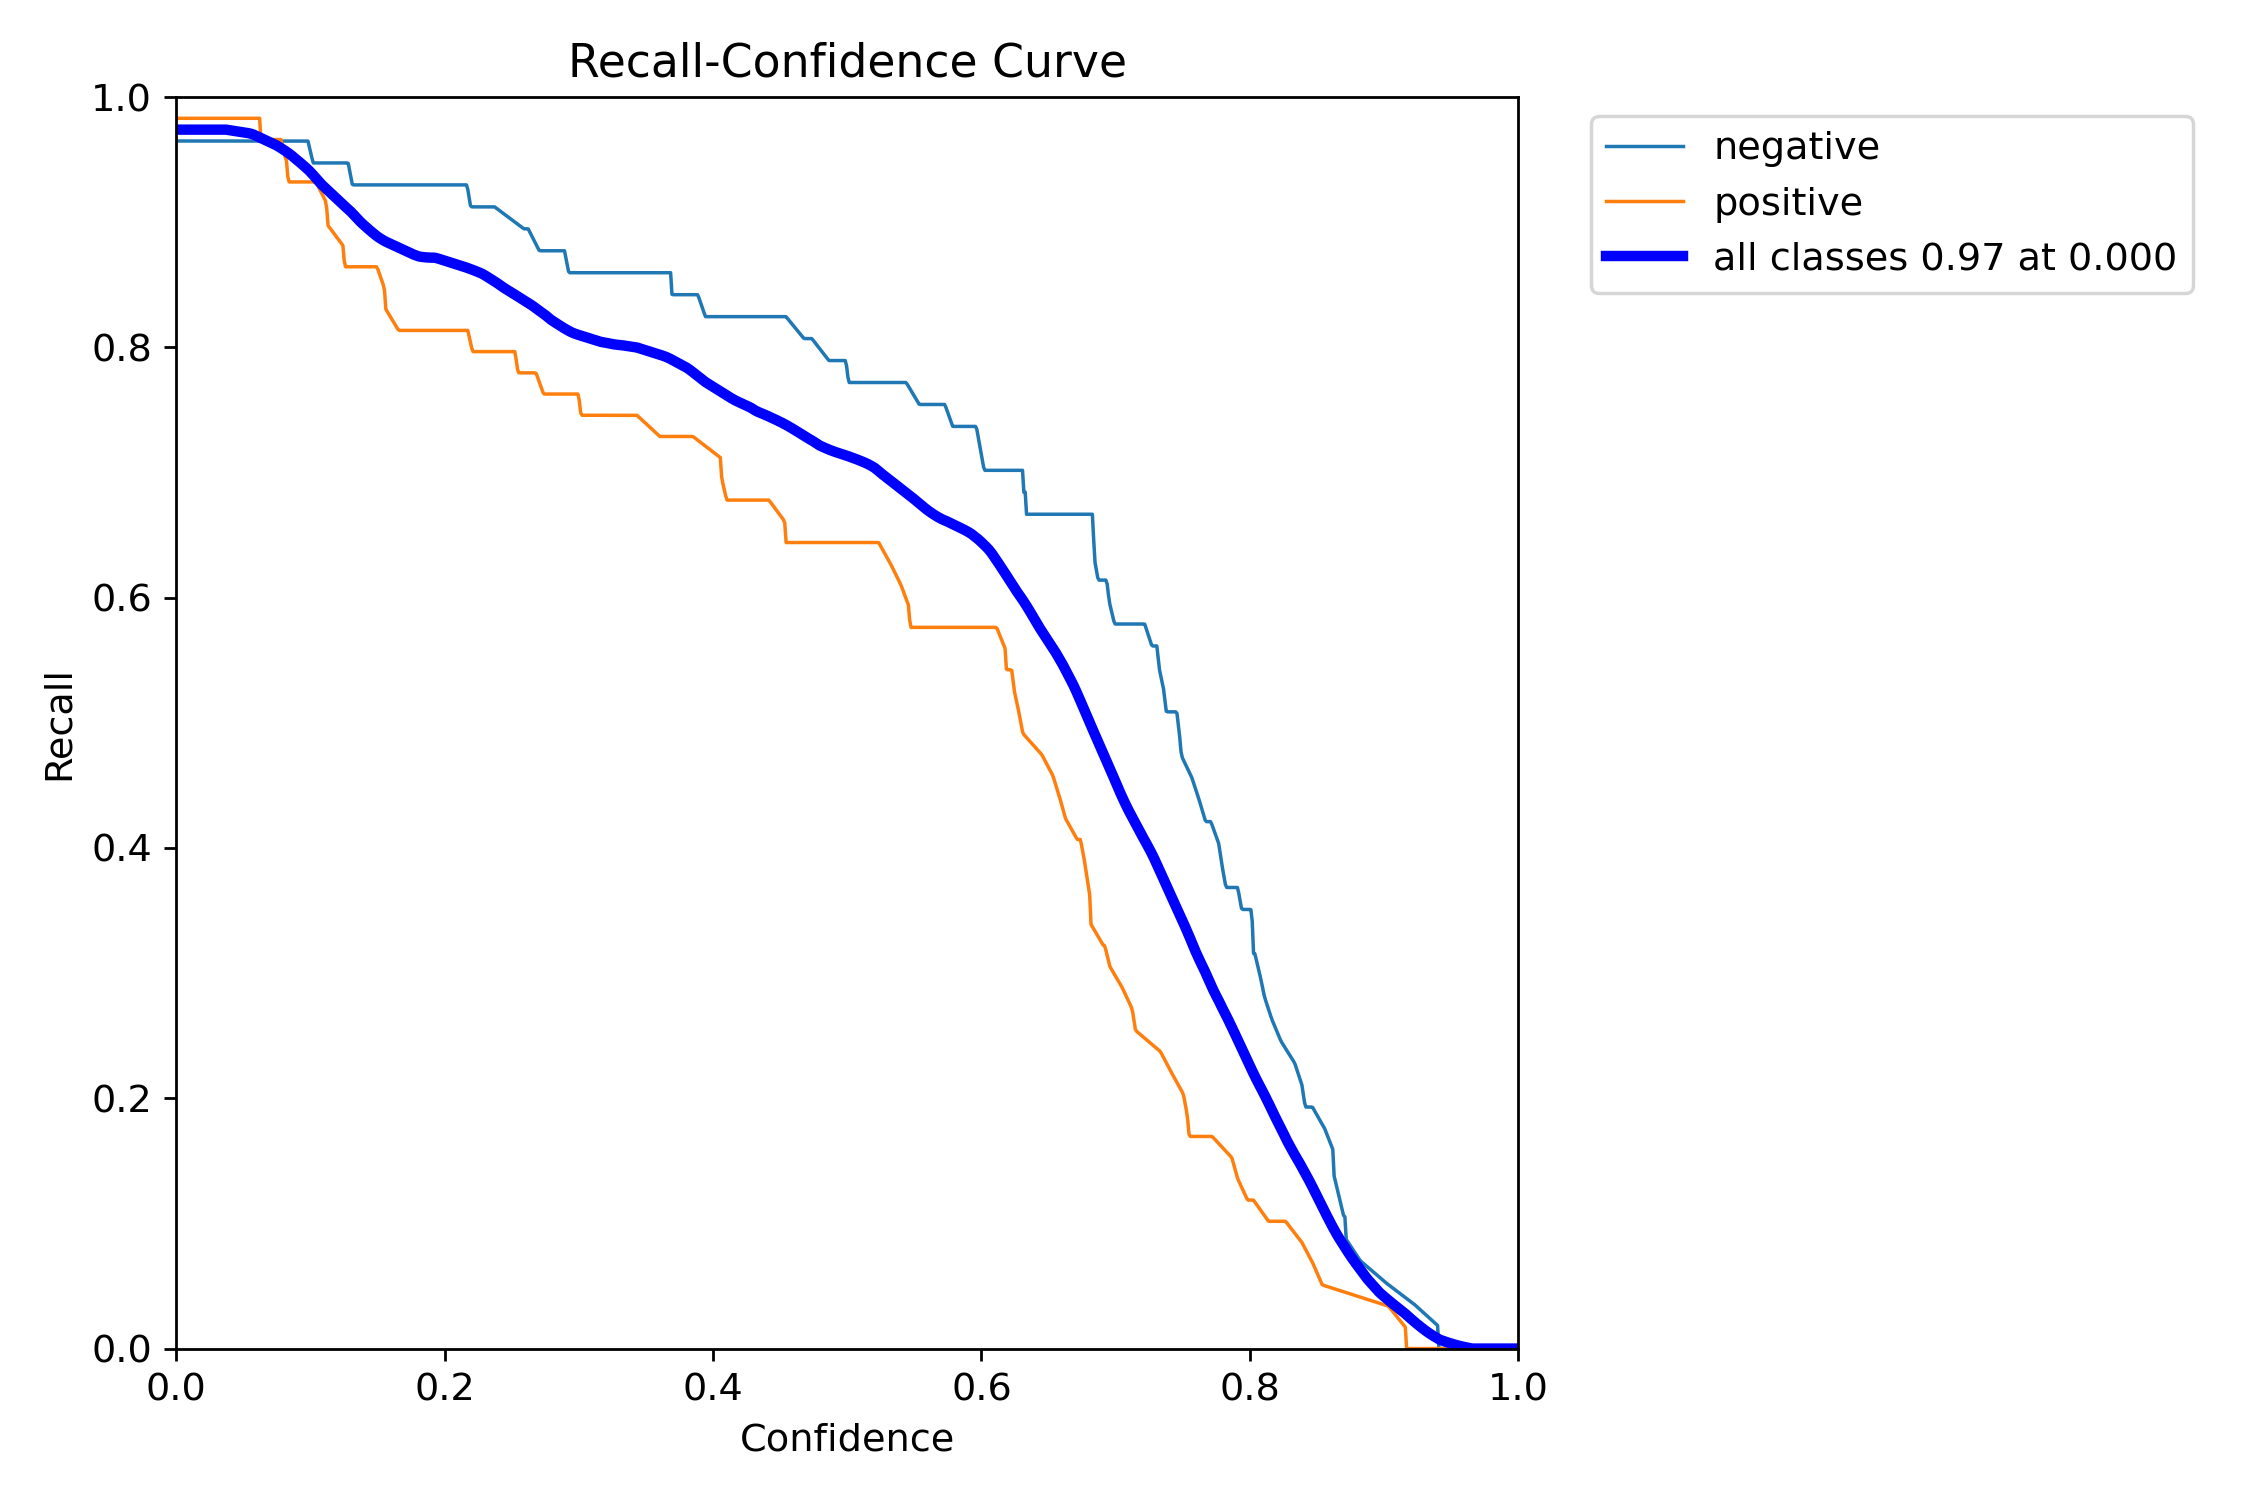 Recall-Confidence Curve
1.0
0.8
0.6
0.4
0.2
0.0
Recall
0.0 0.2 0.4 0.6 0.8 1.0
Confidence
negative
positive
all classes 0.97 at 0.000